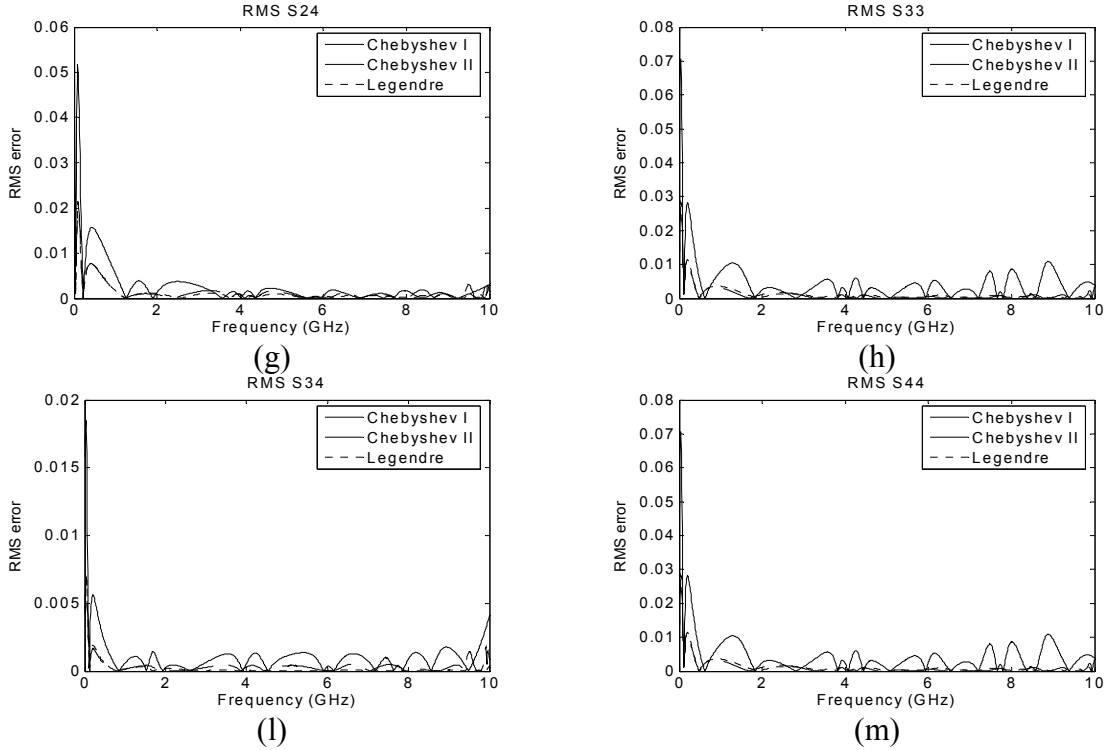 RMS S24
0.06
0.05
0.04
0.03
0.02
0.01
0
RMS error
Chebyshev I
Chebyshev II
Legendre
0 2 4 6 8 10
Frequency (GHz)
(g)
RMS S33
0.08
0.07
0.06
0.05
0.04
0.03
0.02
0.01
0
RMS error
Chebyshev I
Chebyshev II
Legendre
0 2 4 6 8 10
Frequency (GHz)
(h)
RMS S34
0.02
0.015
0.01
0.005
0
RMS error
Chebyshev I
Chebyshev II
Legendre
0 2 4 6 8 10
Frequency (GHz)
(l)
RMS S44
0.08
0.07
0.06
0.05
0.04
0.03
0.02
0.01
0
RMS error
Chebyshev I
Chebyshev II
Legendre
0 2 4 6 8 10
Frequency (GHz)
(m)